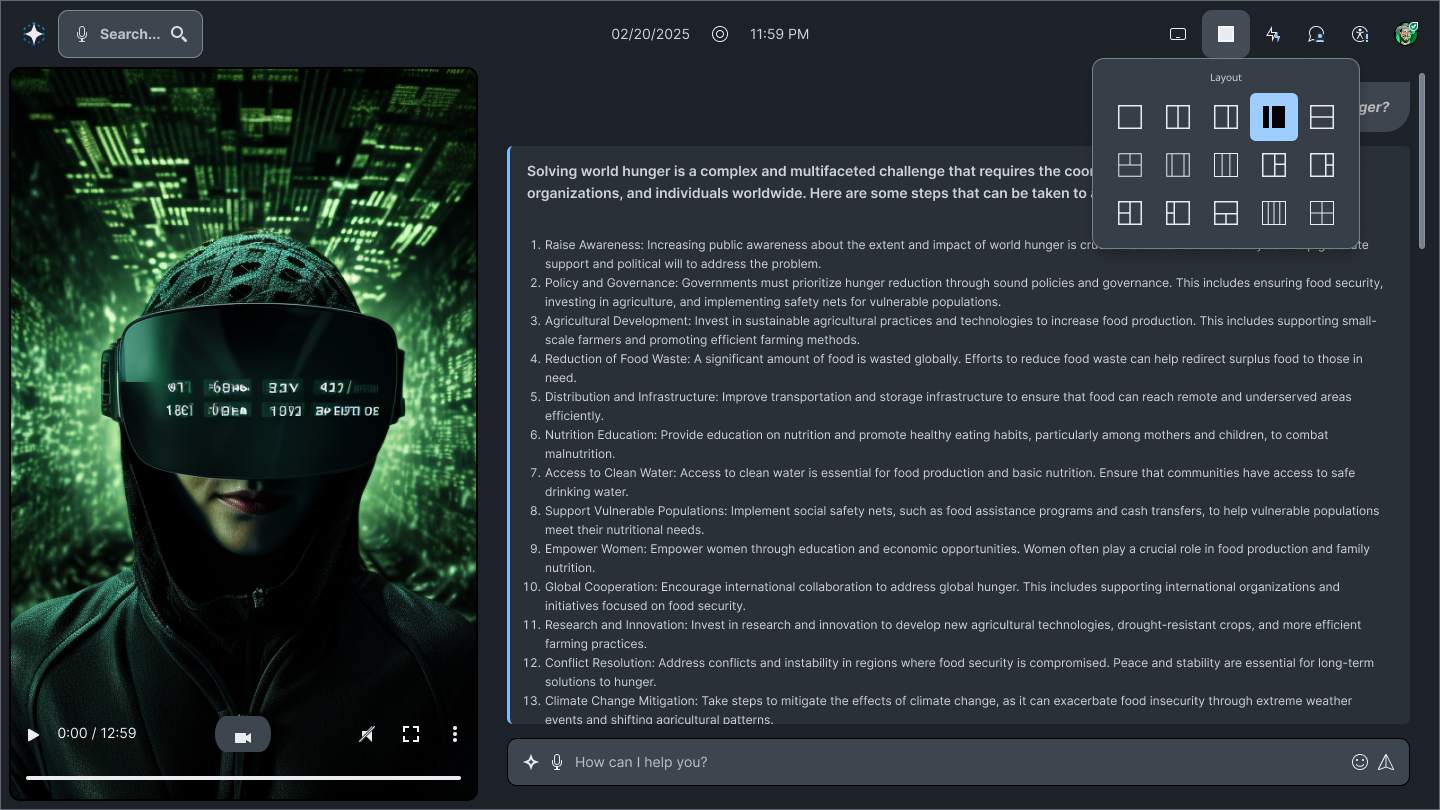 Search...
02/20/2025
11:59 PM
Layout
ger?
Solving world hunger is a complex and multifaceted challenge that requires the
organizations, and individuals worldwide. Here are some steps that can be taken to
1. Raise Awareness: Increasing public awareness about the extent and impact of world hunger is
support and political will to address the problem.
2. Policy and Governance: Governments must prioritize hunger reduction through sound policies and governance. This includes ensuring food security,
investing in agriculture, and implementing safety nets for vulnerable populations.
3. Agricultural Development: Invest in sustainable agricultural practices and technologies to increase food production. This includes supporting small-
scale farmers and promoting efficient farming methods.
4. Reduction of Food Waste: A significant amount of food is wasted globally. Efforts to reduce food waste can help redirect surplus food to those in
need.
5. Distribution and Infrastructure: Improve transportation and storage infrastructure to ensure that food can reach remote and underserved areas
efficiently.
6. Nutrition Education: Provide education on nutrition and promote healthy eating habits, particularly among mothers and children, to combat
malnutrition.
7. Access to Clean Water: Access to clean water is essential for food production and basic nutrition. Ensure that communities have access to safe
drinking water.
8. Support Vulnerable Populations: Implement social safety nets, such as food assistance programs and cash transfers, to help vulnerable populations
meet their nutritional needs.
9. Empower Women: Empower women through education and economic opportunities. Women often play a crucial role in food production and family
nutrition.
10. Global Cooperation: Encourage international collaboration to address global hunger. This includes supporting international organizations and
initiatives focused on food security.
11. Research and Innovation: Invest in research and innovation to develop new agricultural technologies, drought-resistant crops, and more efficient
farming practices.
12. Conflict Resolution: Address conflicts and instability in regions where food security is compromised. Peace and stability are essential for long-term
solutions to hunger.
13. Climate Change Mitigation: Take steps to mitigate the effects of climate change, as it can exacerbate food insecurity through extreme weather
events and shifting agricultural patterns.
0:00 / 12:59
How can I help you?